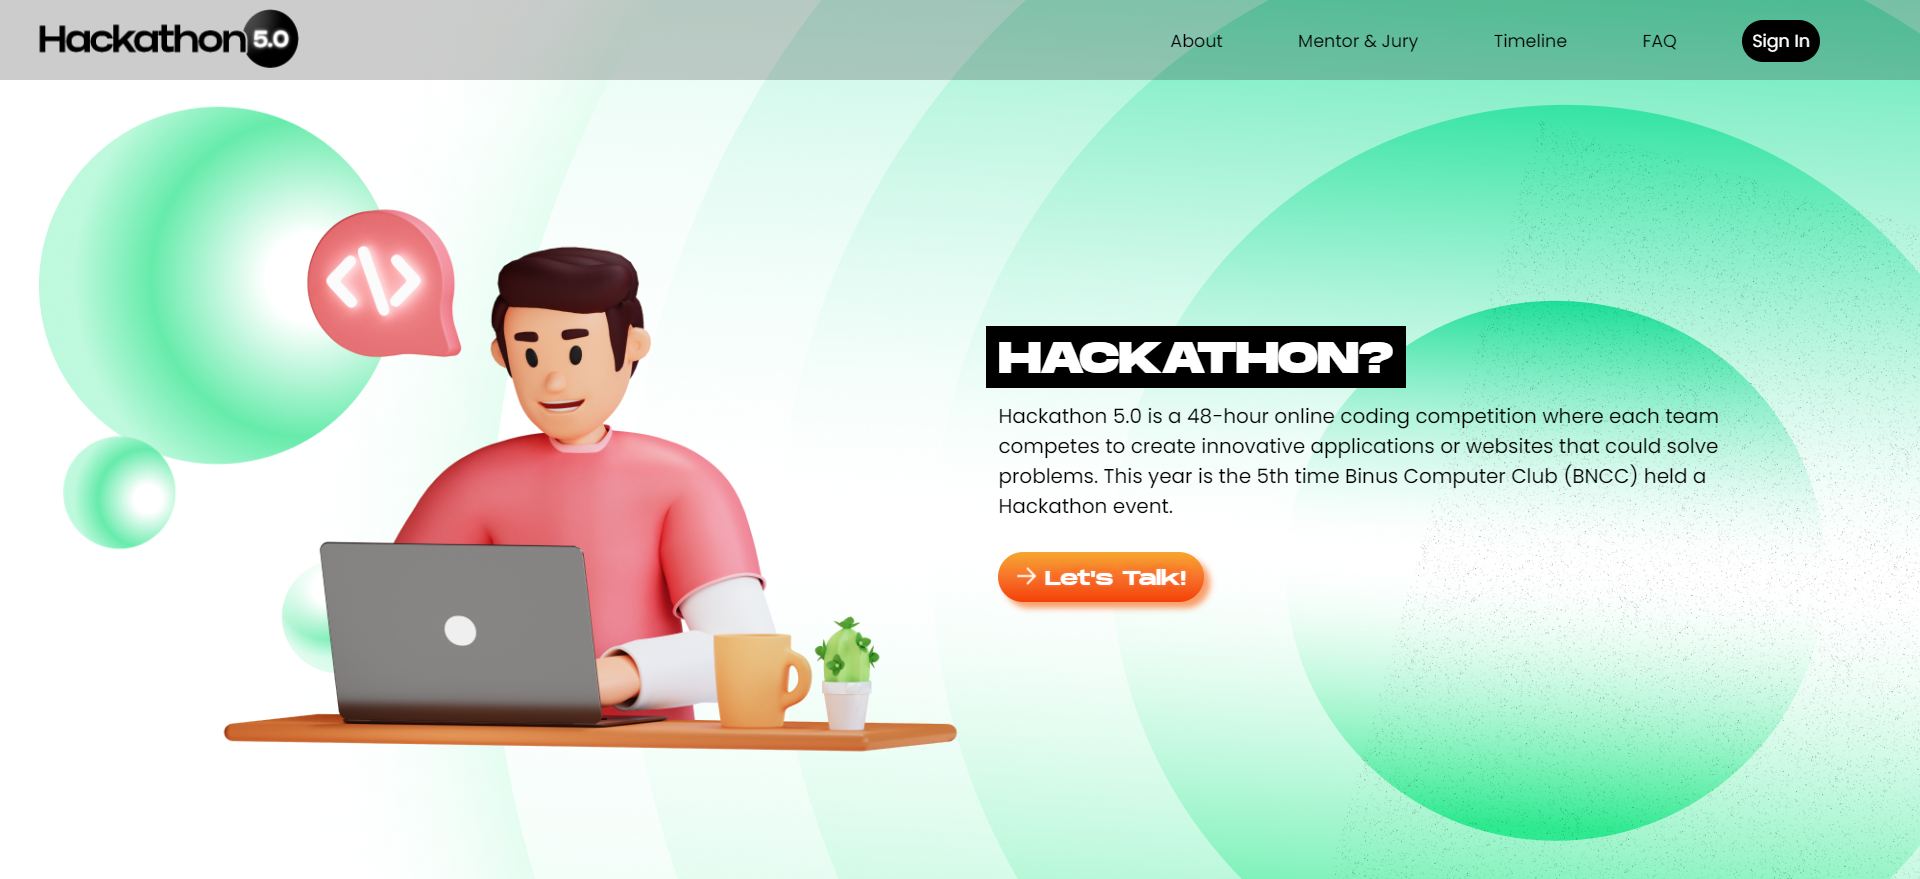 Hackathon 5.0
About
Mentor & Jury
Timeline
FAQ
Sign In
</>
HACKATHON?
Hackathon 5.0 is a 48-hour online coding competition where each team
competes to create innovative applications or websites that could solve
problems. This year is the 5th time Binus Computer Club (BNCC) held a
Hackathon event.
→ Let's Talk!